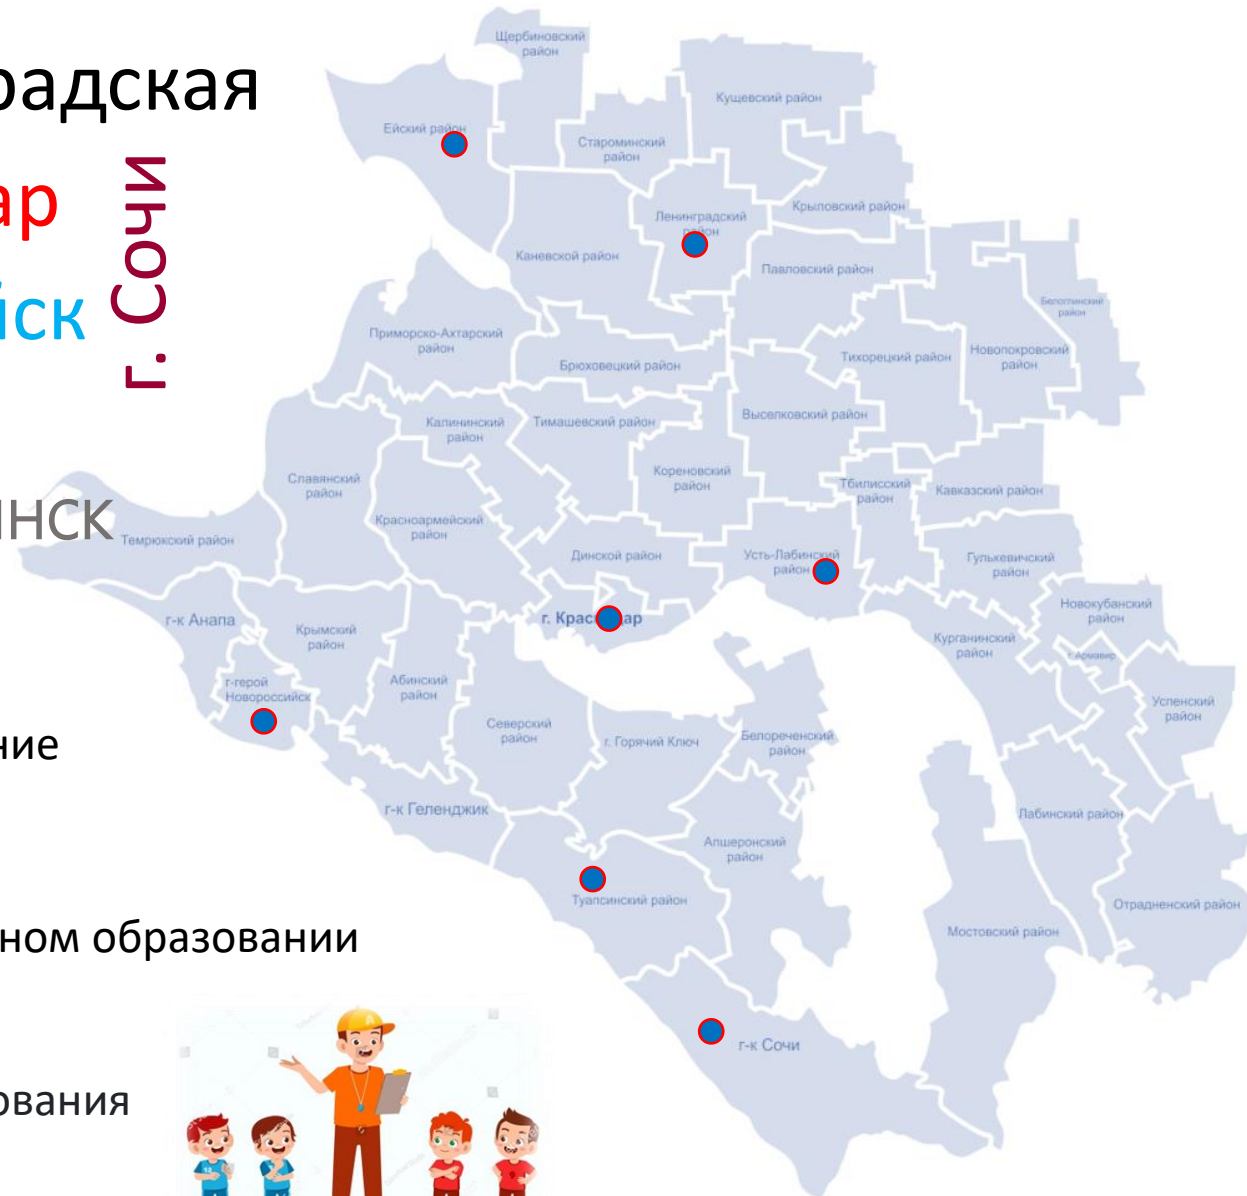 радская
ар
йск
г. Сочи
инск
ние
ном образовании
ования
Щербиновский
район
Ейский район
Староминский
район
Кущевский район
Ленинградский
район
Крыловский район
Каневской район
Павловский район
Белоглинский
район
Приморско-Ахтарский
район
Брюховецкий район
Тихорецкий район
Новопокровский
район
Калининский
район
Тимашевский район
Выселковский район
Славянский
район
Кореновский
район
Тбилисский
район
Кавказский район
Красноармейский
район
Темрюкский район
Динской район
Усть-Лабинский
район
Гулькевичский
район
г-к Анапа
Крымский
район
г. Крас ар
Новокубанский
район
Курганинский
район
г. Армавир
г-герой
Новороссийск
Абинский
район
Успенский
район
Северский
район
г. Горячий Ключ
Белореченский
район
г-к Геленджик
Апшеронский
район
Лабинский район
Туапсинский район
Отрадненский район
Мостовский район
г-к Сочи